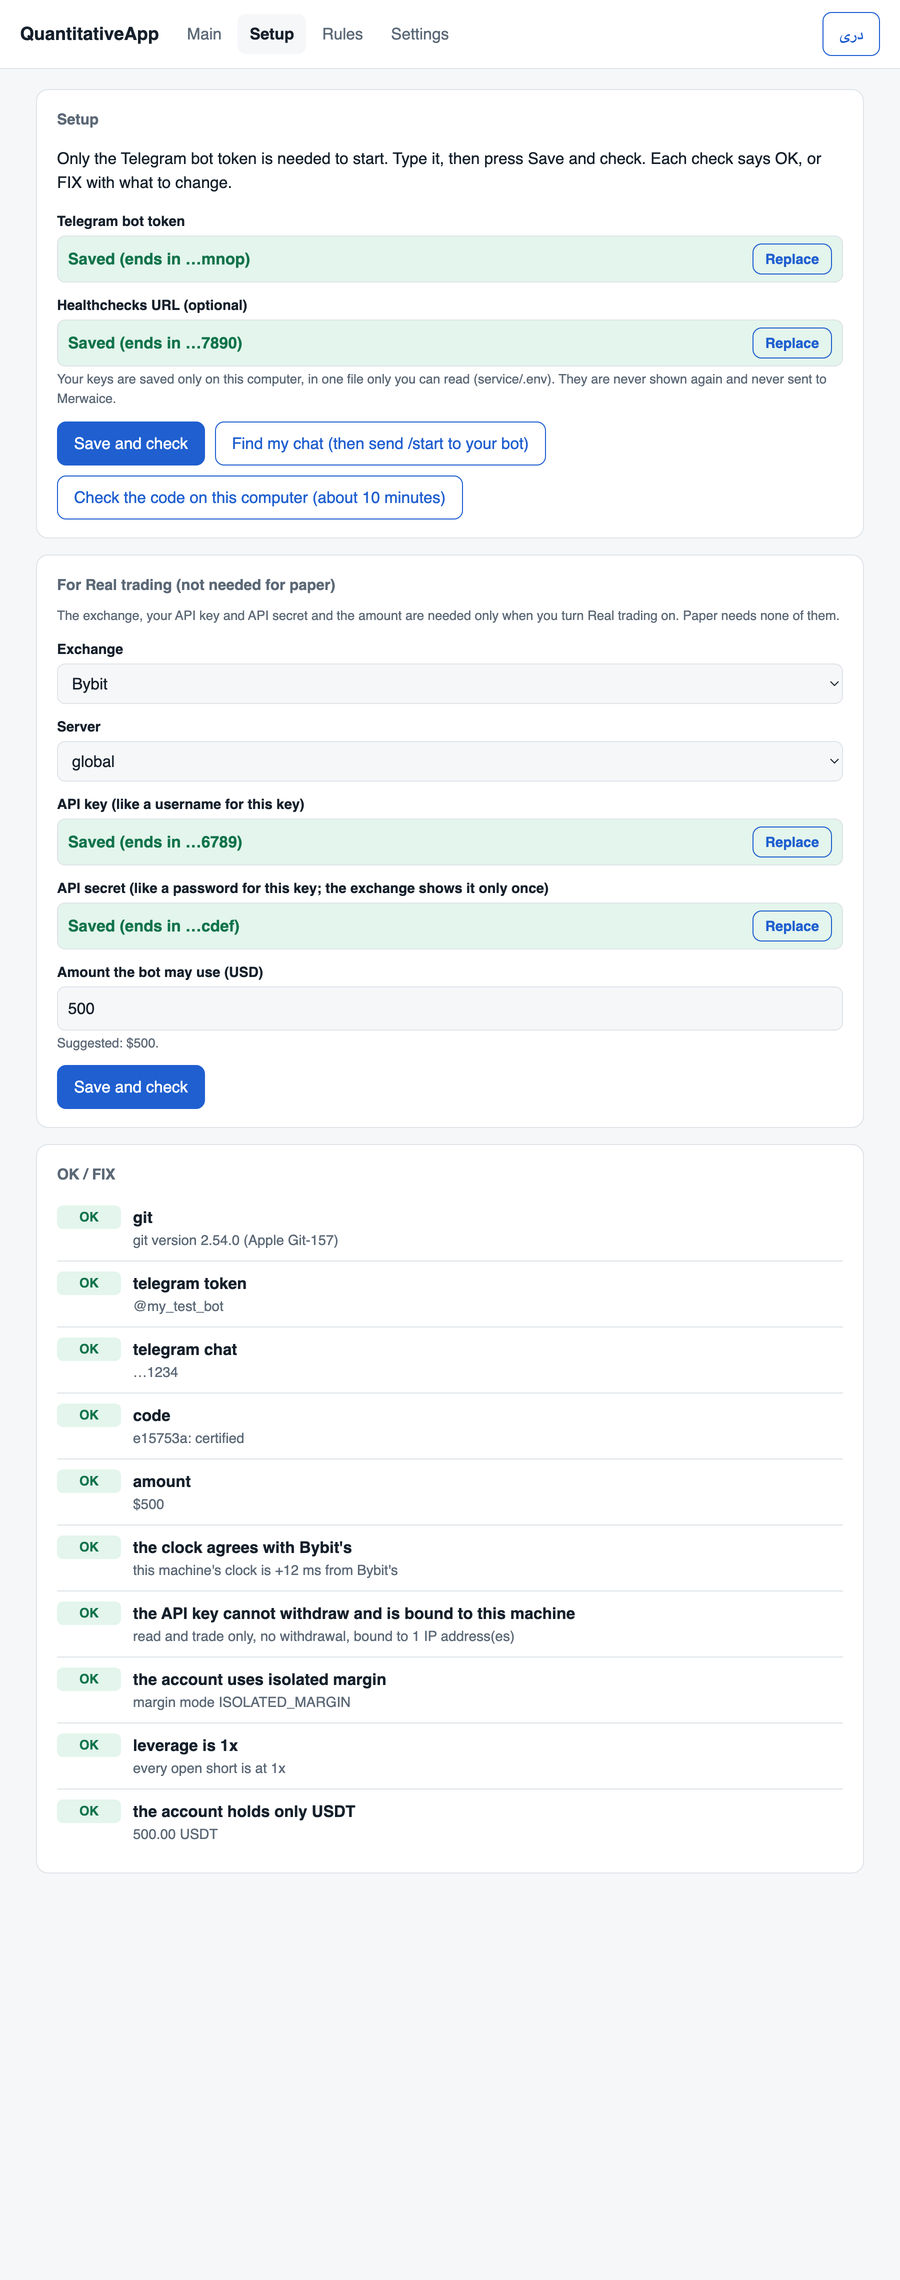 QuantitativeApp Main Setup Rules Settings دری
Setup
Only the Telegram bot token is needed to start. Type it, then press Save and check. Each check says OK, or
FIX with what to change.
Telegram bot token
Saved (ends in …mnop) Replace
Healthchecks URL (optional)
Saved (ends in …7890) Replace
Your keys are saved only on this computer, in one file only you can read (service/.env). They are never shown again and never sent to
Merwaice.
Save and check Find my chat (then send /start to your bot)
Check the code on this computer (about 10 minutes)
For Real trading (not needed for paper)
The exchange, your API key and API secret and the amount are needed only when you turn Real trading on. Paper needs none of them.
Exchange
Bybit
Server
global
API key (like a username for this key)
Saved (ends in …6789) Replace
API secret (like a password for this key; the exchange shows it only once)
Saved (ends in …cdef) Replace
Amount the bot may use (USD)
500
Suggested: $500.
Save and check
OK / FIX
OK git
git version 2.54.0 (Apple Git-157)
OK telegram token
@my_test_bot
OK telegram chat
…1234
OK code
e15753a: certified
OK amount
$500
OK the clock agrees with Bybit's
this machine's clock is +12 ms from Bybit's
OK the API key cannot withdraw and is bound to this machine
read and trade only, no withdrawal, bound to 1 IP address(es)
OK the account uses isolated margin
margin mode ISOLATED_MARGIN
OK leverage is 1x
every open short is at 1x
OK the account holds only USDT
500.00 USDT